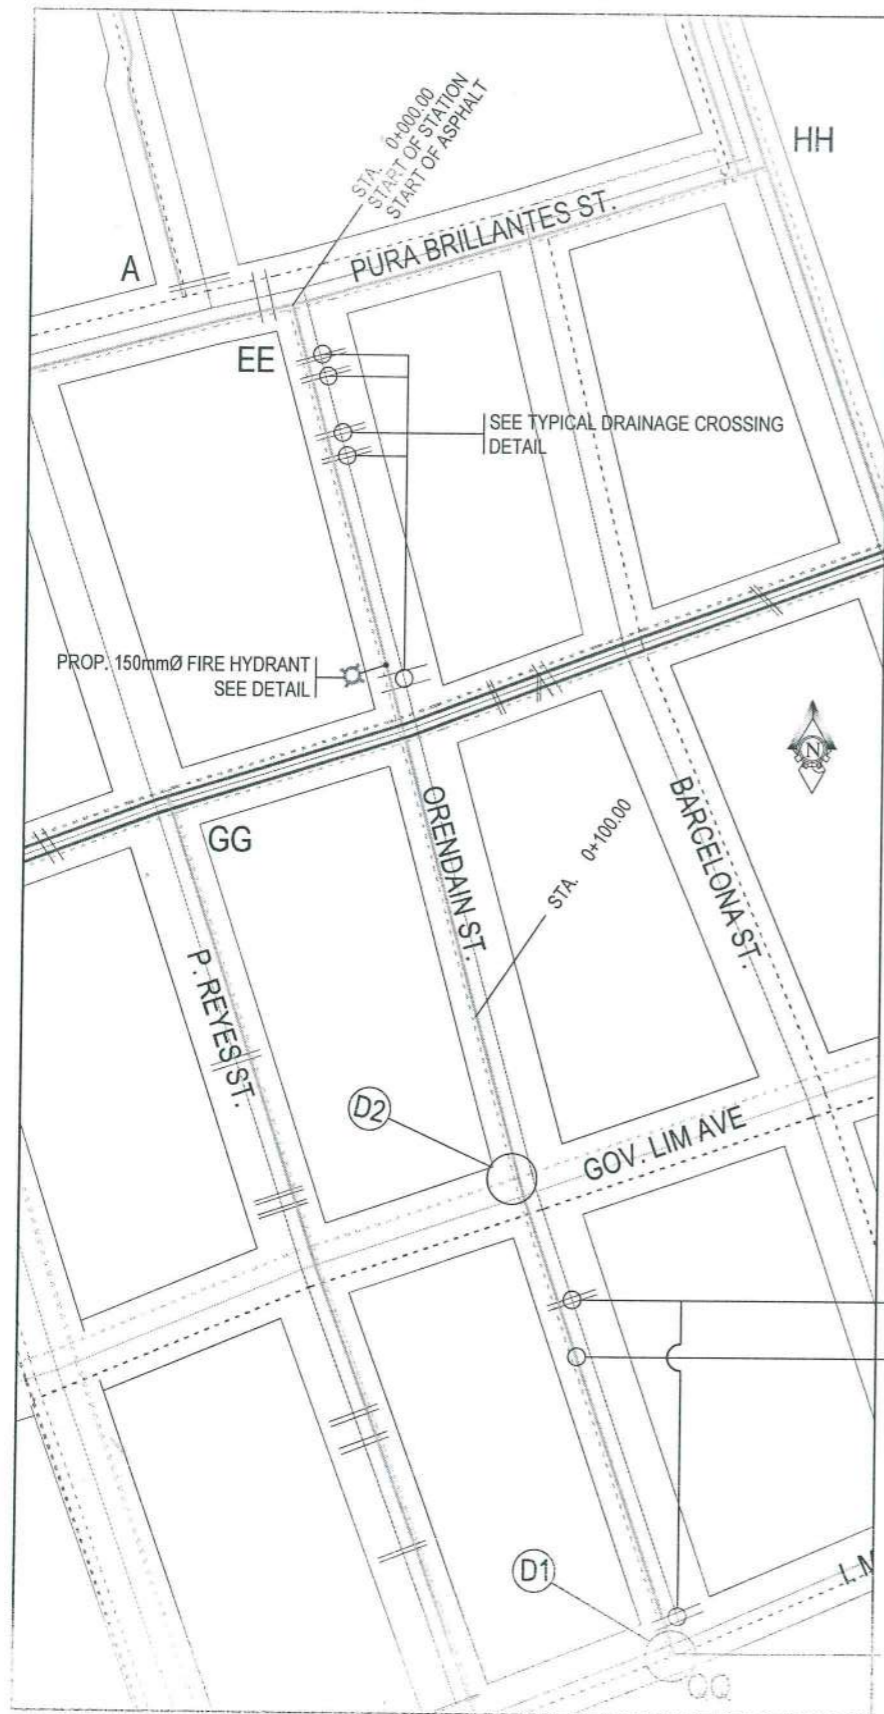 STA. 0+000.00
START OF STATION
START OF ASPHALT
HH
A
PURA BRILLANTES ST.
EE
SEE TYPICAL DRAINAGE CROSSING
DETAIL
PROP. 150mmØ FIRE HYDRANT
SEE DETAIL
N
GG
ORENDAIN ST.
STA. 0+100.00
BARCELONA ST.
P. REYES ST.
D2
GOV. LIM AVE
D1
I. M
QQ